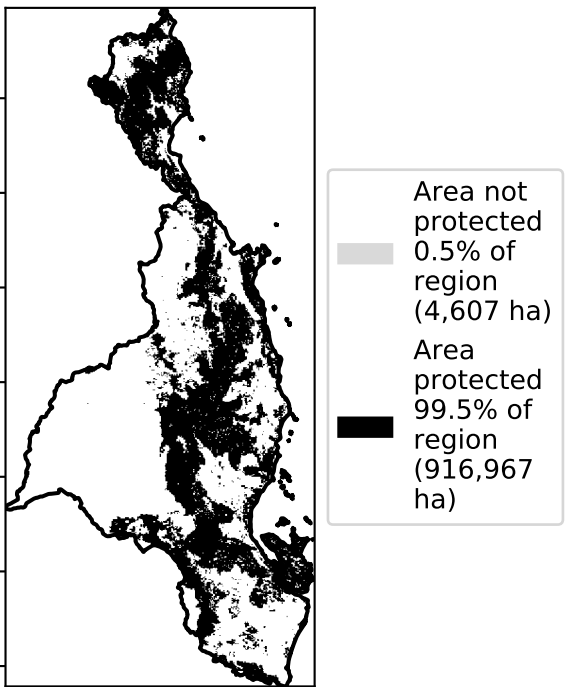 Area not
protected
0.5% of
region
(4,607 ha)
Area
protected
99.5% of
region
(916,967
ha)